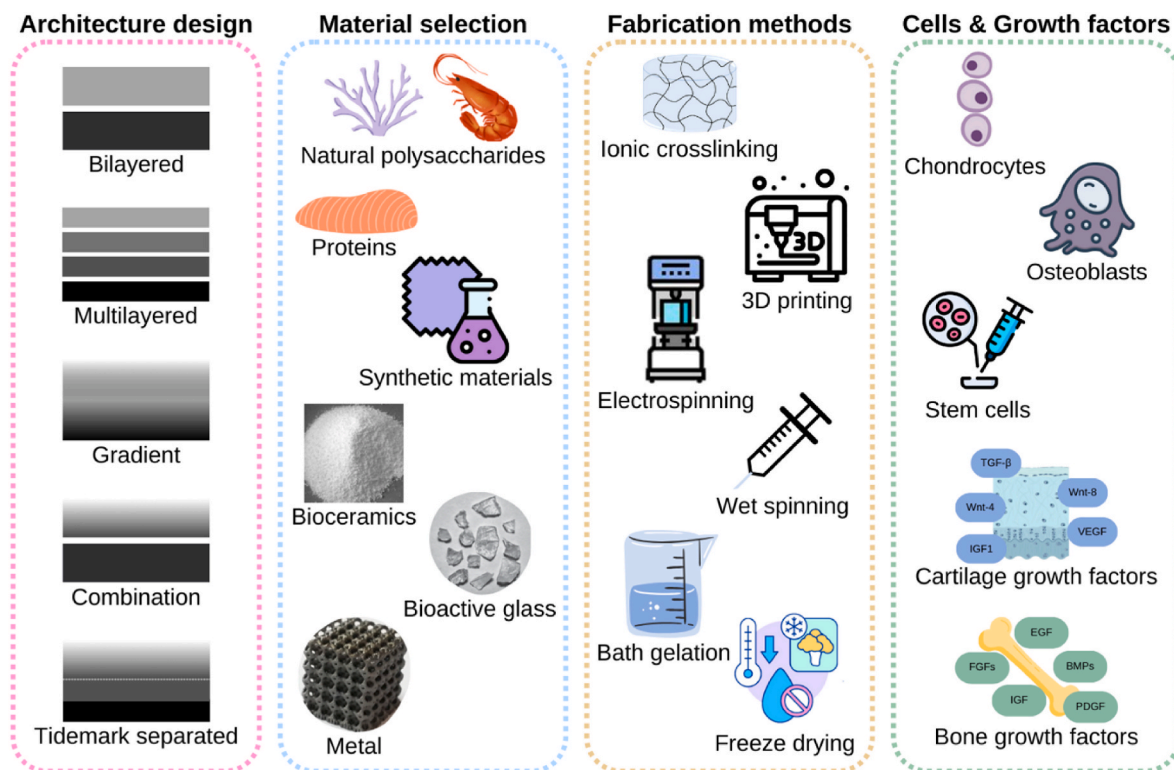 Architecture design
Bilayered
Multilayered
Gradient
Combination
Tidemark separated
Material selection
Natural polysaccharides
Proteins
Synthetic materials
Bioceramics
Bioactive glass
Metal
Fabrication methods
Ionic crosslinking
3D
3D printing
Electrospinning
Wet spinning
Bath gelation
Freeze drying
Cells & Growth factors
Chondrocytes
Osteoblasts
Stem cells
TGF-β
Wnt-8
Wnt-4
VEGF
IGF1
Cartilage growth factors
EGF
FGFs
BMPs
IGF
PDGF
Bone growth factors